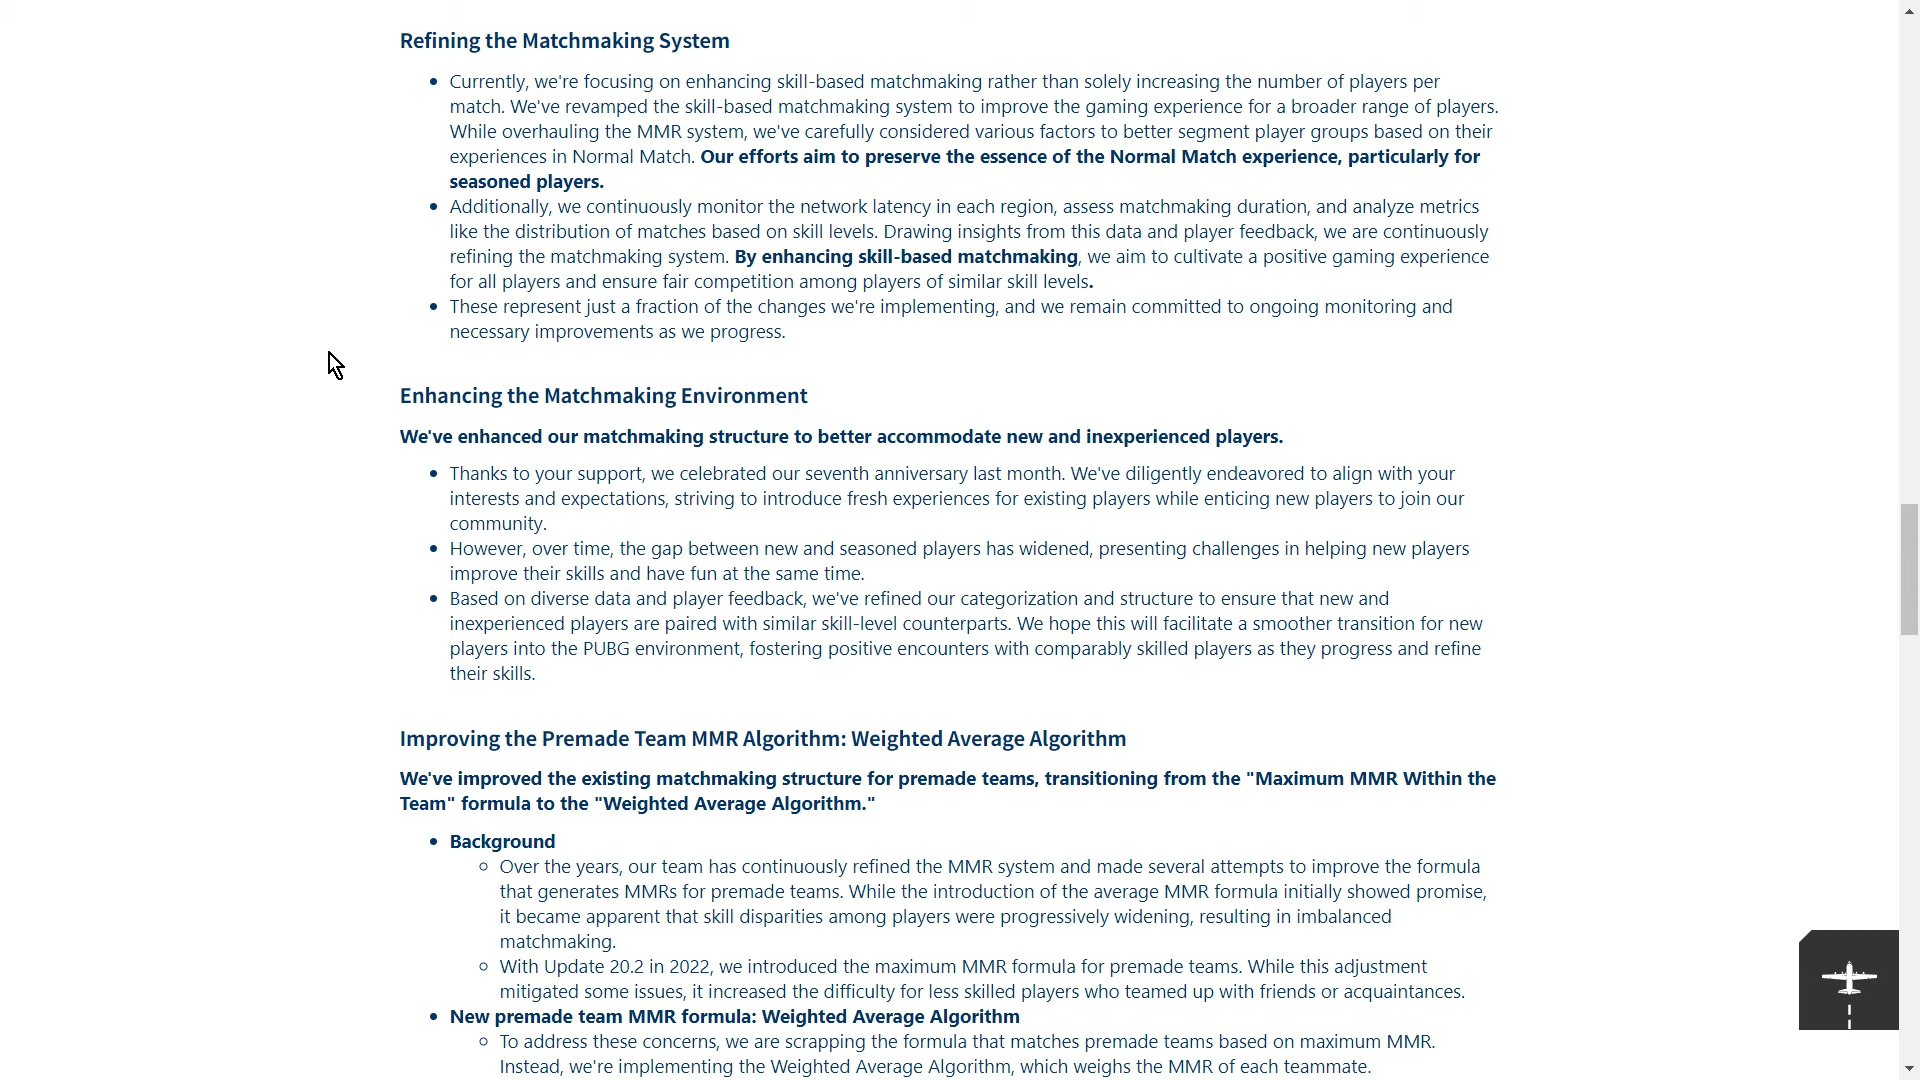 Refining the Matchmaking System
Currently, we're focusing on enhancing skill-based matchmaking rather than solely increasing the number of players per
match. We've revamped the skill-based matchmaking system to improve the gaming experience for a broader range of players.
While overhauling the MMR system, we've carefully considered various factors to better segment player groups based on their
experiences in Normal Match. Our efforts aim to preserve the essence of the Normal Match experience, particularly for
seasoned players.
Additionally, we continuously monitor the network latency in each region, assess matchmaking duration, and analyze metrics
like the distribution of matches based on skill levels. Drawing insights from this data and player feedback, we are continuously
refining the matchmaking system. By enhancing skill-based matchmaking, we aim to cultivate a positive gaming experience
for all players and ensure fair competition among players of similar skill levels.
These represent just a fraction of the changes we're implementing, and we remain committed to ongoing monitoring and
necessary improvements as we progress.
Enhancing the Matchmaking Environment
We've enhanced our matchmaking structure to better accommodate new and inexperienced players.
Thanks to your support, we celebrated our seventh anniversary last month. We've diligently endeavored to align with your
interests and expectations, striving to introduce fresh experiences for existing players while enticing new players to join our
community.
However, over time, the gap between new and seasoned players has widened, presenting challenges in helping new players
improve their skills and have fun at the same time.
Based on diverse data and player feedback, we've refined our categorization and structure to ensure that new and
inexperienced players are paired with similar skill-level counterparts. We hope this will facilitate a smoother transition for new
players into the PUBG environment, fostering positive encounters with comparably skilled players as they progress and refine
their skills.
Improving the Premade Team MMR Algorithm: Weighted Average Algorithm
We've improved the existing matchmaking structure for premade teams, transitioning from the "Maximum MMR Within the
Team" formula to the "Weighted Average Algorithm."
Background
Over the years, our team has continuously refined the MMR system and made several attempts to improve the formula
that generates MMRs for premade teams. While the introduction of the average MMR formula initially showed promise,
it became apparent that skill disparities among players were progressively widening, resulting in imbalanced
matchmaking.
With Update 20.2 in 2022, we introduced the maximum MMR formula for premade teams. While this adjustment
mitigated some issues, it increased the difficulty for less skilled players who teamed up with friends or acquaintances.
New premade team MMR formula: Weighted Average Algorithm
To address these concerns, we are scrapping the formula that matches premade teams based on maximum MMR.
Instead, we're implementing the Weighted Average Algorithm, which weighs the MMR of each teammate.